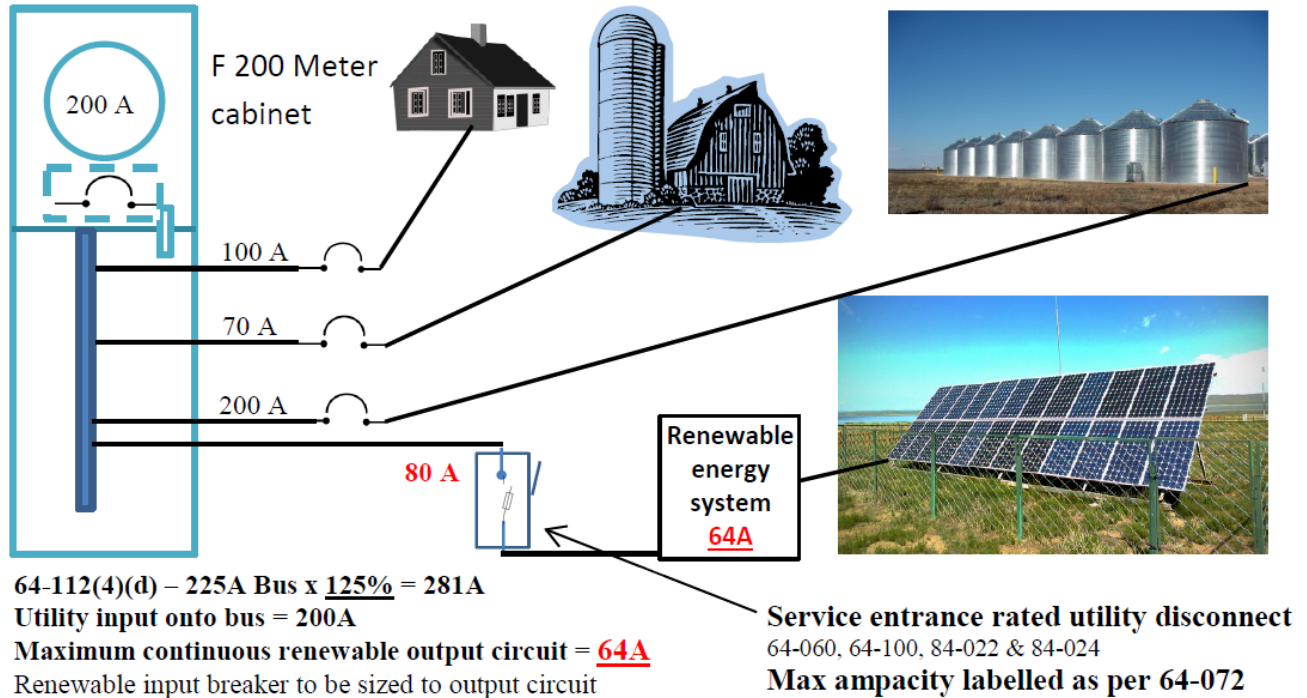 200 A
F 200 Meter
cabinet
100 A
70 A
200 A
80 A
Renewable
energy
system
64A
64-112(4)(d) – 225A Bus x 125% = 281A
Utility input onto bus = 200A
Maximum continuous renewable output circuit = 64A
Renewable input breaker to be sized to output circuit
Service entrance rated utility disconnect
64-060, 64-100, 84-022 & 84-024
Max ampacity labelled as per 64-072